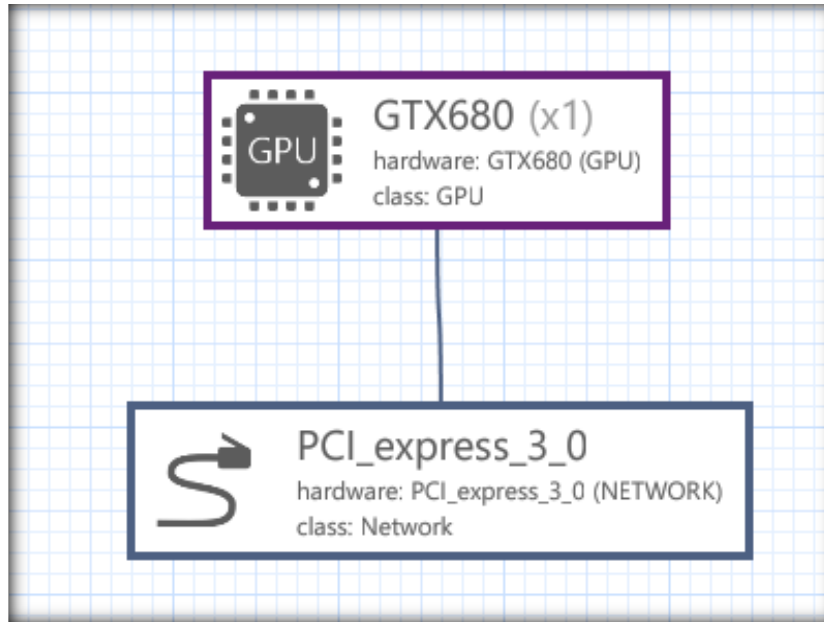 GPU
GTX680 (x1)
hardware: GTX680 (GPU)
class: GPU
PCI_express_3_0
hardware: PCI_express_3_0 (NETWORK)
class: Network